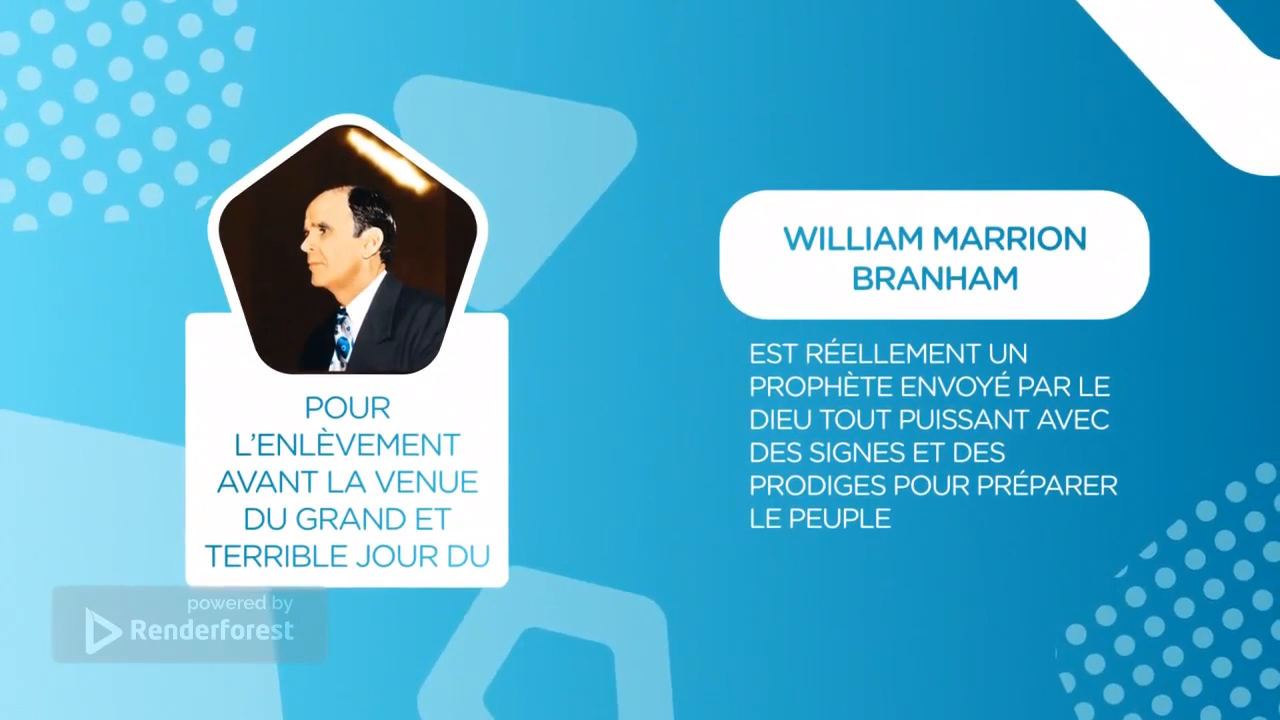 WILLIAM MARRION
BRANHAM
EST RÉELLEMENT UN
PROPHÈTE ENVOYÉ PAR LE
DIEU TOUT PUISSANT AVEC
DES SIGNES ET DES
PRODIGES POUR PRÉPARER
LE PEUPLE
POUR
L'ENLÈVEMENT
AVANT LA VENUE
DU GRAND ET
TERRIBLE JOUR DU
powered by
Renderforest